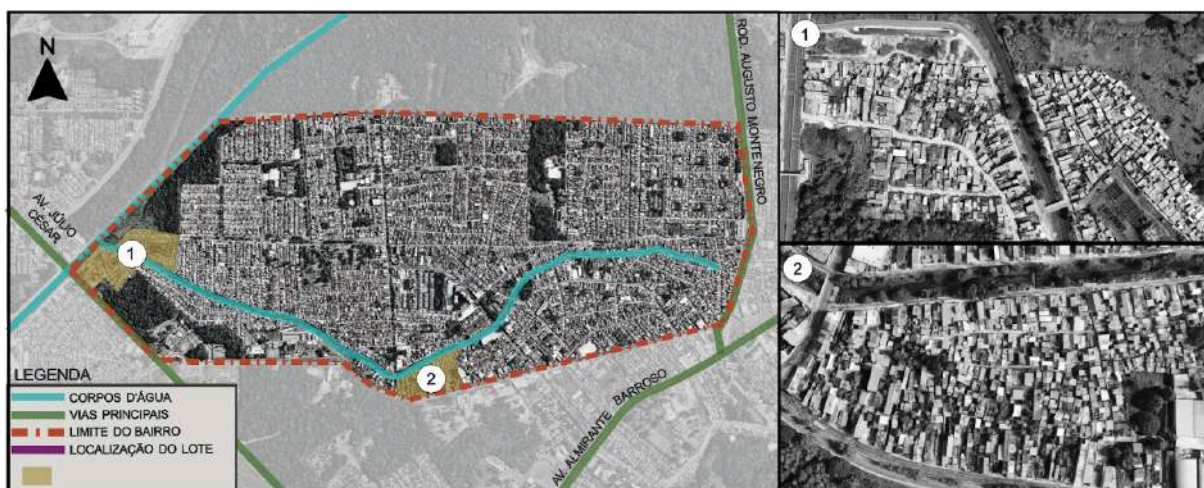 N
ROD. AUGUSTO MONTENEGRO
AV. JÚLIO
CÉSAR
1
2
AV. ALMIRANTE BARROSO
LEGENDA
CORPOS D'ÁGUA
VIAS PRINCIPAIS
LIMITE DO BAIRRO
LOCALIZAÇÃO DO LOTE
1
2